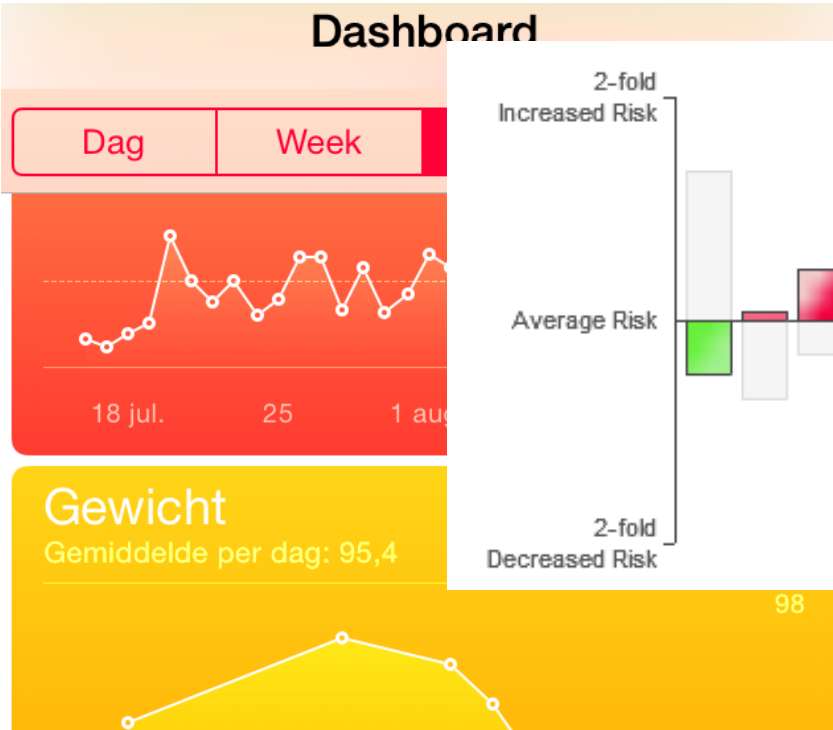 Dashboard
Dag
Week
18 jul.
25
1 aug
Gewicht
Gemiddelde per dag: 95,4
98
2-fold
Increased Risk
Average Risk
2-fold
Decreased Risk